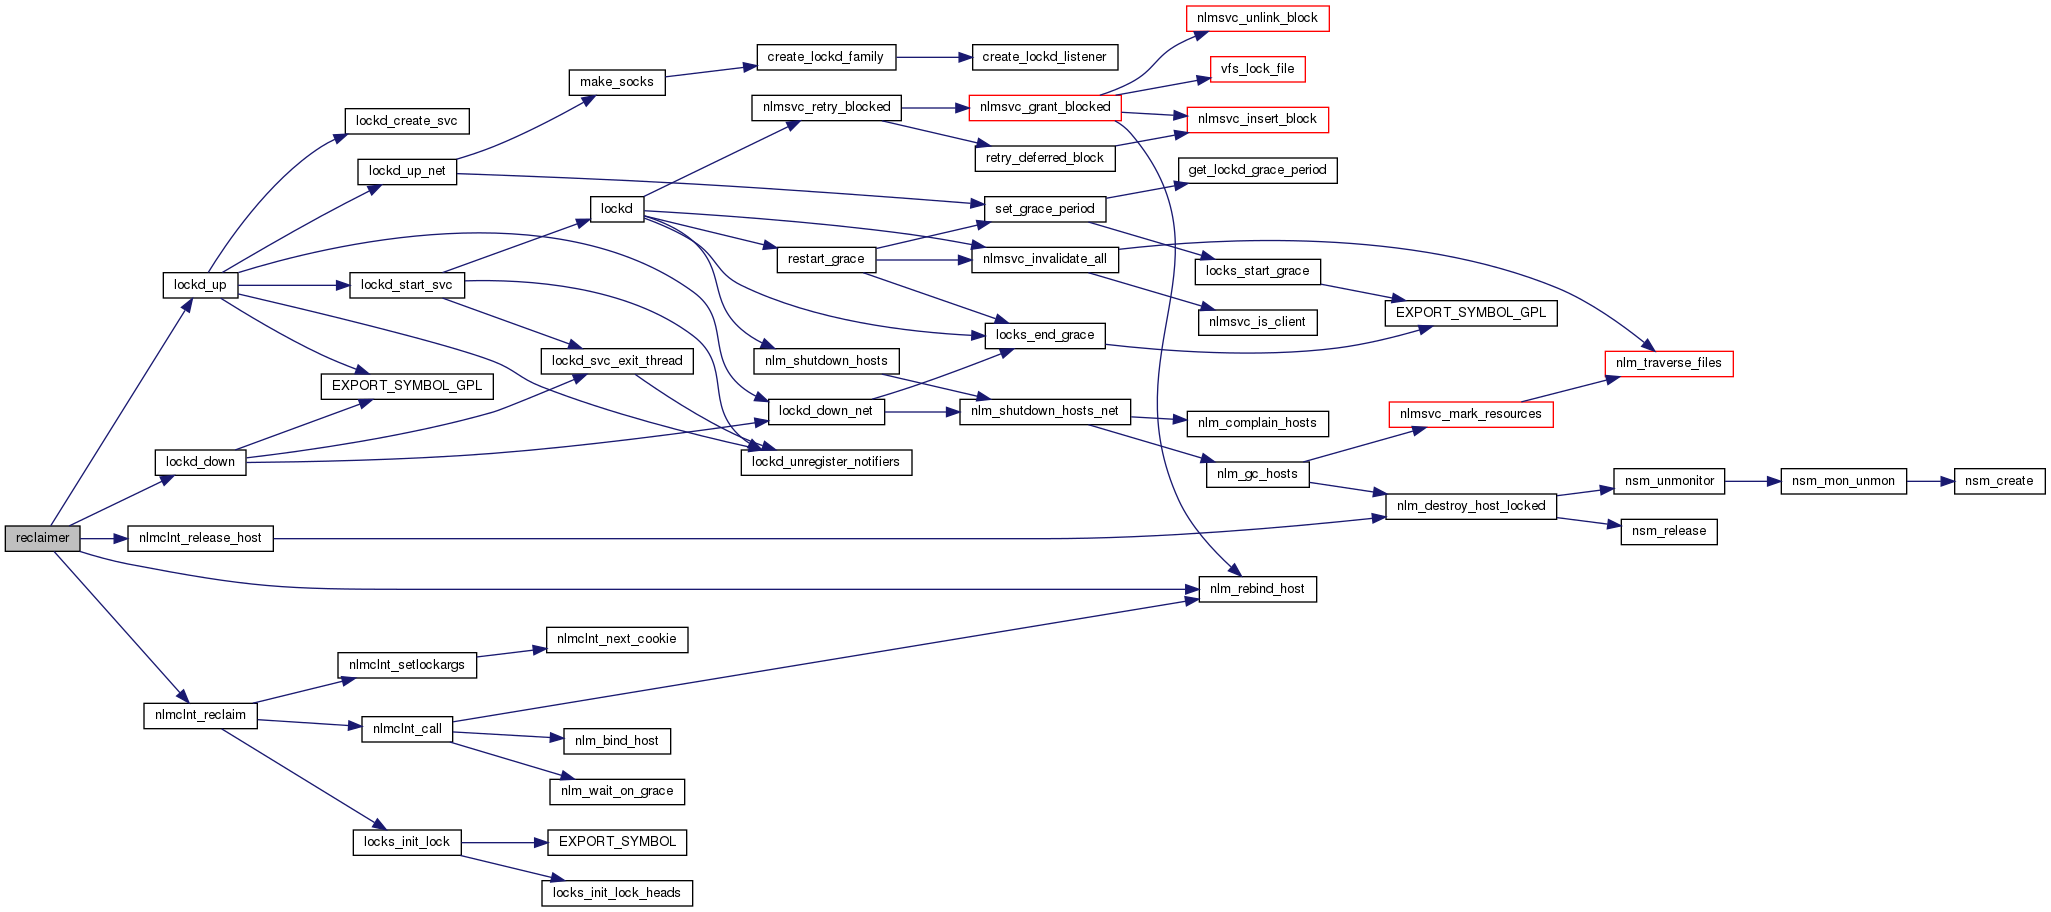 nlmsvc_unlink_block
create_lockd_family
create_lockd_listener
vfs_lock_file
make_socks
nlmsvc_retry_blocked
nlmsvc_grant_blocked
nlmsvc_insert_block
lockd_create_svc
retry_deferred_block
lockd_up_net
get_lockd_grace_period
lockd
set_grace_period
restart_grace
nlmsvc_invalidate_all
locks_start_grace
lockd_up
lockd_start_svc
EXPORT_SYMBOL_GPL
nlmsvc_is_client
locks_end_grace
lockd_svc_exit_thread
nlm_shutdown_hosts
nlm_traverse_files
EXPORT_SYMBOL_GPL
lockd_down_net
nlm_shutdown_hosts_net
nlmsvc_mark_resources
nlm_complain_hosts
lockd_down
lockd_unregister_notifiers
nlm_gc_hosts
nsm_unmonitor
nsm_mon_unmon
nsm_create
nlm_destroy_host_locked
nsm_release
reclaimer
nlmclnt_release_host
nlm_rebind_host
nlmclnt_next_cookie
nlmclnt_setlockargs
nlmclnt_reclaim
nlmclnt_call
nlm_bind_host
nlm_wait_on_grace
locks_init_lock
EXPORT_SYMBOL
locks_init_lock_heads